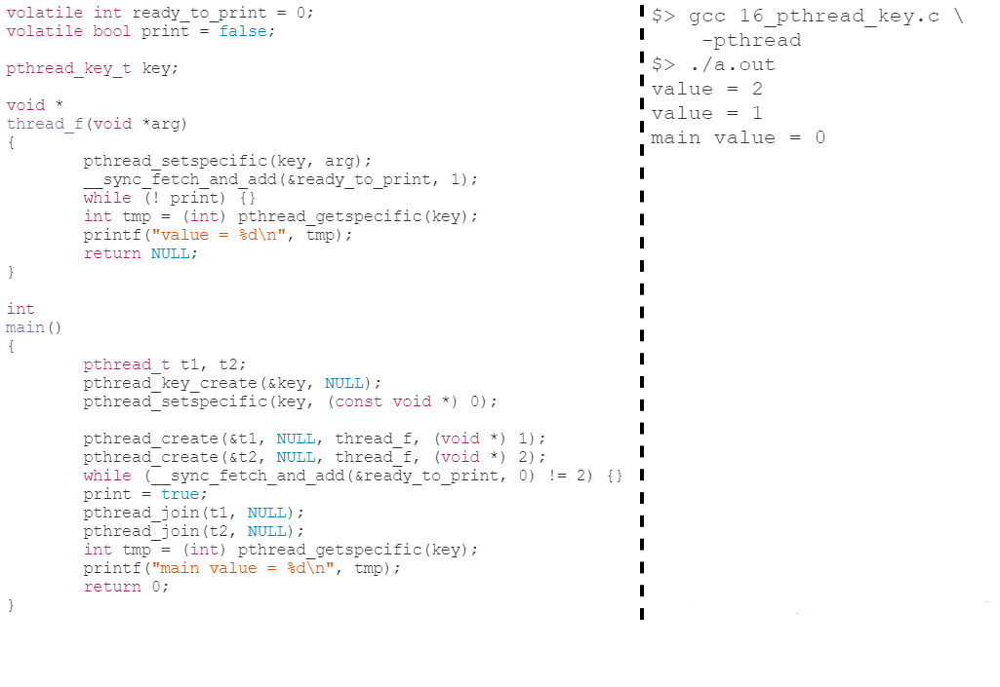 volatile int ready_to_print = 0;
volatile bool print = false;
pthread_key_t key;
void *
thread_f(void *arg)
{
pthread_setspecific(key, arg);
__sync_fetch_and_add(&ready_to_print, 1);
while (! print) {}
int tmp = (int) pthread_getspecific(key);
printf("value = %d\n", tmp);
return NULL;
}
int
main()
{
pthread_t t1, t2;
pthread_key_create(&key, NULL);
pthread_setspecific(key, (const void *) 0);
pthread_create(&t1, NULL, thread_f, (void *) 1);
pthread_create(&t2, NULL, thread_f, (void *) 2);
while (__sync_fetch_and_add(&ready_to_print, 0) != 2) {}
print = true;
pthread_join(t1, NULL);
pthread_join(t2, NULL);
int tmp = (int) pthread_getspecific(key);
printf("main value = %d\n", tmp);
return 0;
}
$> gcc 16_pthread_key.c \
-pthread
$> ./a.out
value = 2
value = 1
main value = 0